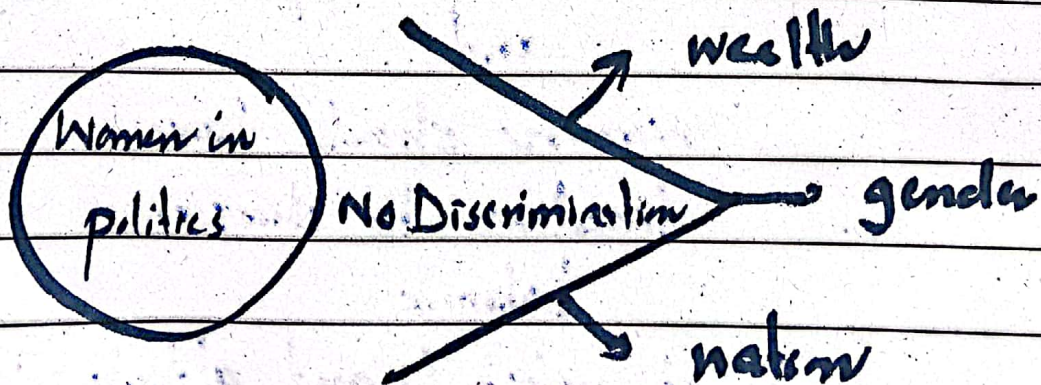 wealth
Women in
politics
No Discrimination
gender
nation